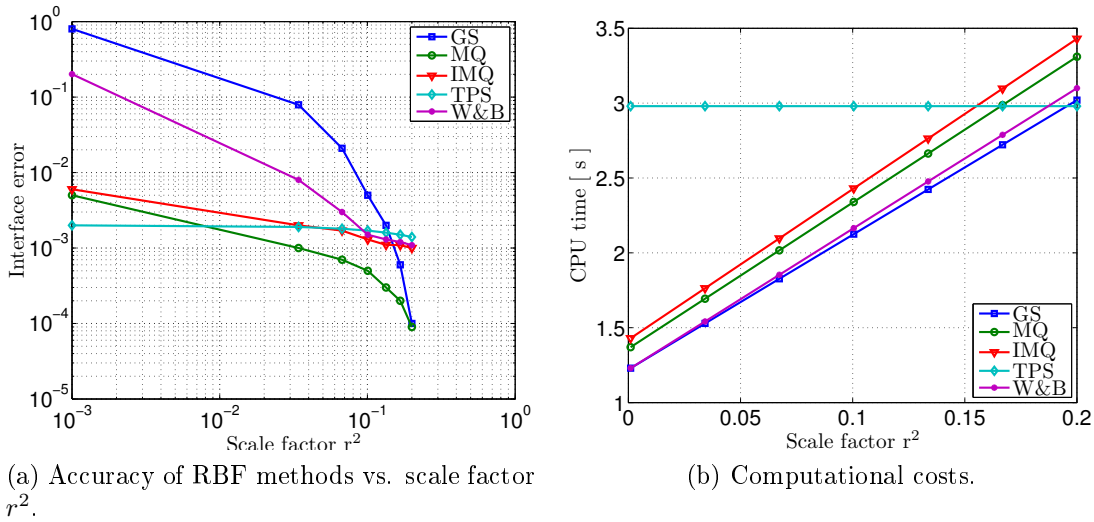 10^0
10^-1
10^-2
10^-3
10^-4
10^-5
Interface error
10^-3
10^-2
10^-1
10^0
Scale factor r^2
GS
MQ
IMQ
TPS
W&B
(a) Accuracy of RBF methods vs. scale factor
r^2.
3.5
3
2.5
2
1.5
1
CPU time [ s ]
0
0.05
0.1
0.15
0.2
Scale factor r^2
GS
MQ
IMQ
TPS
W&B
(b) Computational costs.